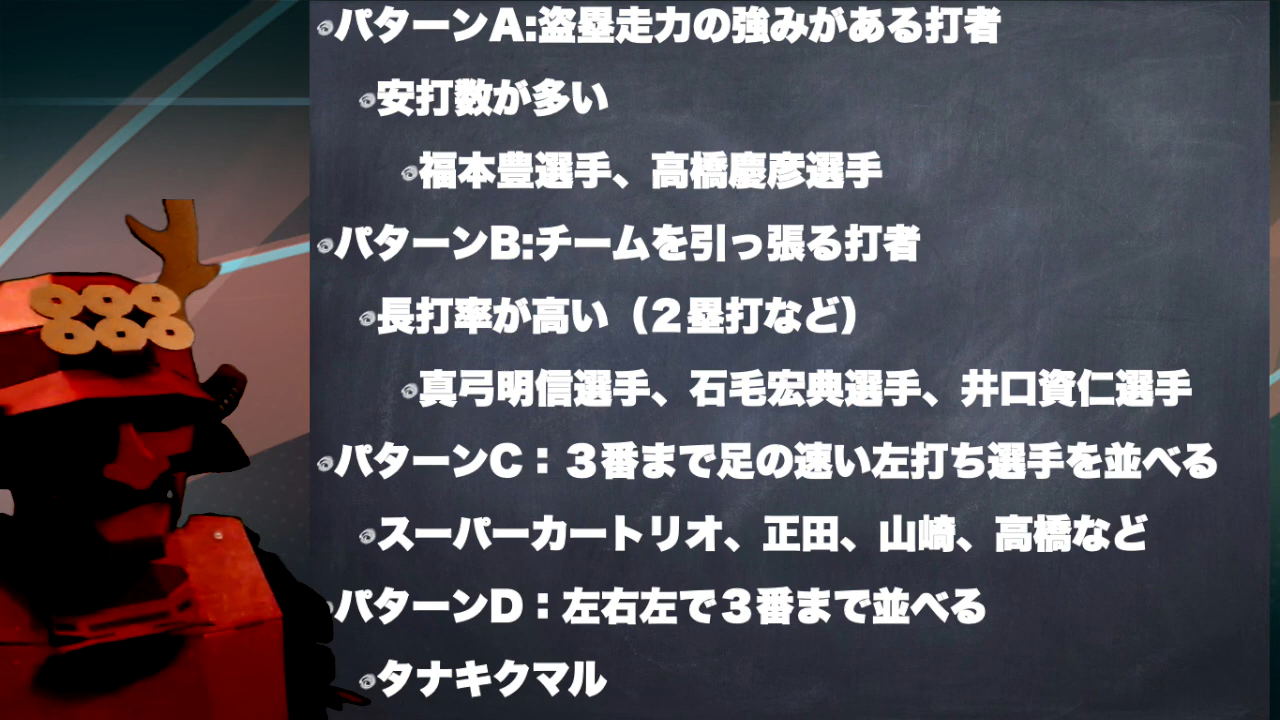 パターンA:盗塁走力の強みがある打者
安打数が多い
福本豊選手、高橋慶彦選手
パターンB:チームを引っ張る打者
長打率が高い（２塁打など）
真弓明信選手、石毛宏典選手、井口資仁選手
パターンC：３番まで足の速い左打ち選手を並べる
スーパーカートリオ、正田、山崎、高橋など
パターンD：左右左で３番まで並べる
タナキクマル